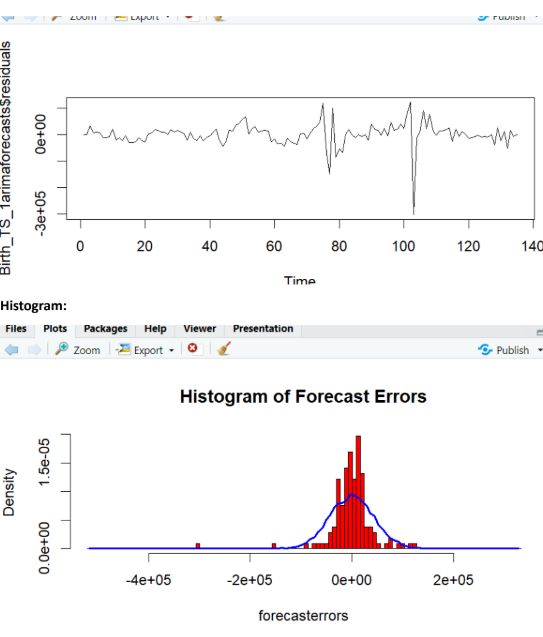 Zoom Export Publish
Birth_TS_1arimaforecasts$residuals
0e+00
-3e+05
0 20 40 60 80 100 120 140
Time
Histogram:
Files Plots Packages Help Viewer Presentation
Zoom Export Publish
Histogram of Forecast Errors
Density
1.5e-05
0.0e+00
-4e+05 -2e+05 0e+00 2e+05
forecasterrors